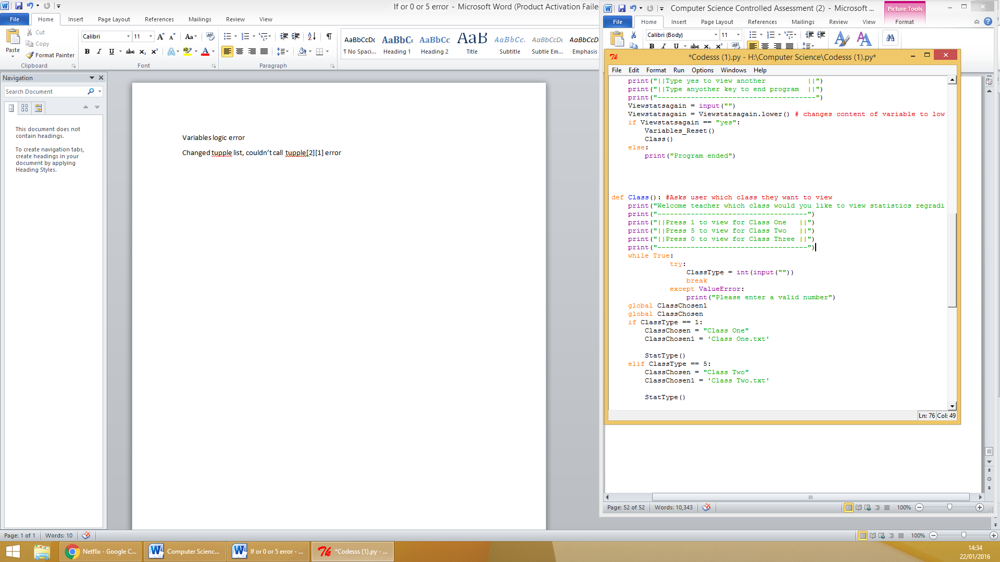 If or 0 or 5 error - Microsoft Word (Product Activation Faile
File Home Insert Page Layout References Mailings Review View
Paste
Cut
Copy
Format Painter
Clipboard
Calibri 11
Font
Paragraph
AaBbCcDc AaBbCc AaBbCc AaB AaBbCc. AaBbCcDc AaBbCcDc
¶ No Spaci... Heading 1 Heading 2 Title Subtitle Subtle Em... Emphasis
Navigation
Search Document
This document does not
contain headings.
To create navigation tabs,
create headings in your
document by applying
Heading Styles.
Variables logic error
Changed tupple list, couldn't call tupple[2][1] error
Page: 1 of 1 Words: 10
100%
Computer Science Controlled Assessment (2) - Microsoft ...
Picture Tools
File Home Insert Page Layout References Mailings Review View Format
Calibri (Body) 11
*Codesss (1).py - H:\Computer Science\Codesss (1).py*
File Edit Format Run Options Windows Help
print("||Type yes to view another          ||")
print("||Type anyother key to end program  ||")
print("--------------------------------------")
Viewstatsagain = input("")
Viewstatsagain = Viewstatsagain.lower() # changes content of variable to low
if Viewstatsagain == "yes":
Variables_Reset()
Class()
else:
print("Program ended")
def Class(): #Asks user which class they want to view
print("Welcome teacher which class would you like to view statistics regradi
print("------------------------------------")
print("||Press 1 to view for Class One   ||")
print("||Press 5 to view for Class Two   ||")
print("||Press 0 to view for Class Three ||")
print("------------------------------------")
while True:
try:
ClassType = int(input(""))
break
except ValueError:
print("Please enter a valid number")
global ClassChosen1
global ClassChosen
if ClassType == 1:
ClassChosen = "Class One"
ClassChosen1 = 'Class One.txt'
StatType()
elif ClassType == 5:
ClassChosen = "Class Two"
ClassChosen1 = 'Class Two.txt'
StatType()
Ln: 76 Col: 49
Page: 52 of 52 Words: 10,343
100%
Netflix - Google C...
Computer Scienc...
If or 0 or 5 error - ...
*Codesss (1).py - ...
14:34
22/01/2016